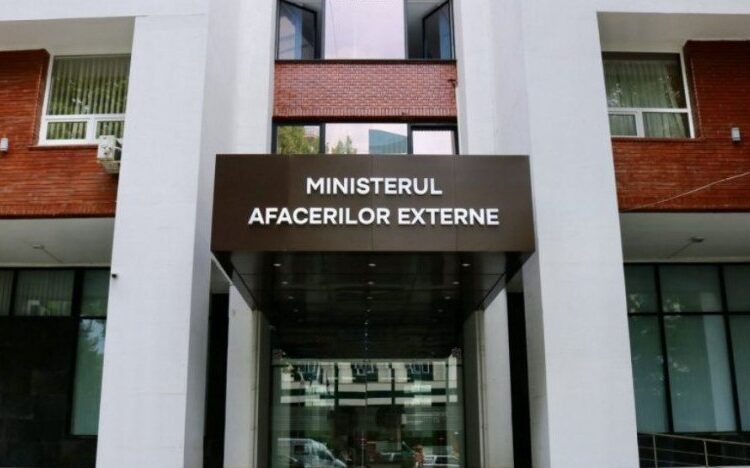 MINISTERUL
AFACERILOR EXTERNE